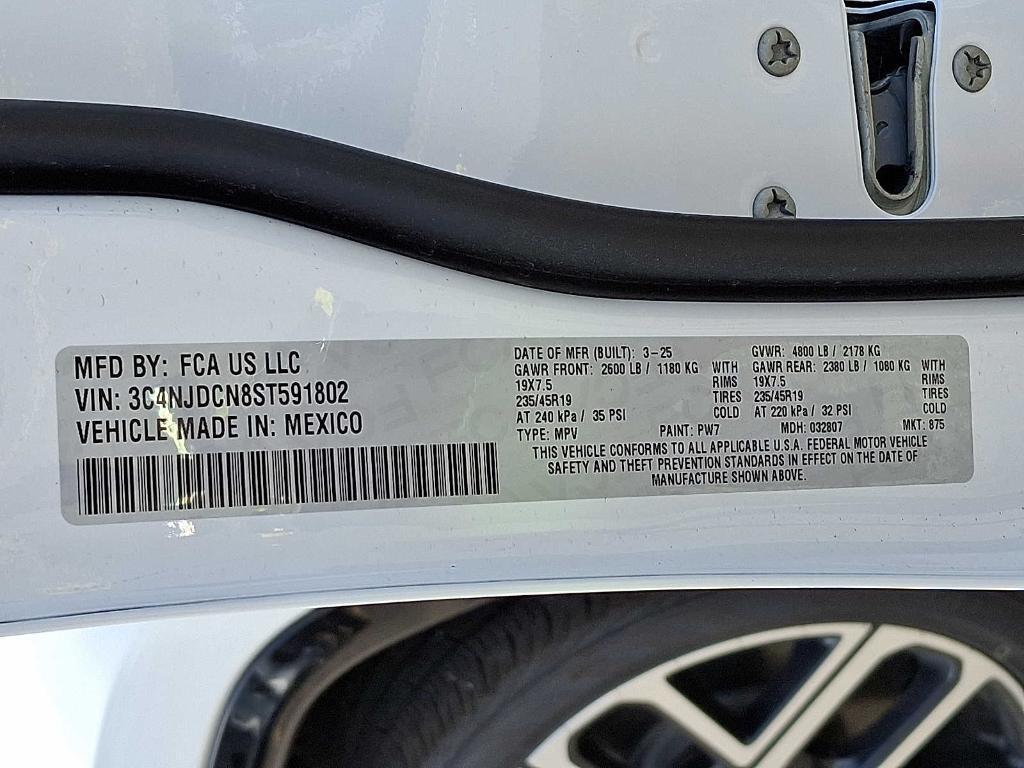 MFD BY: FCA US LLC
VIN: 3C4NJDCN8ST591802
VEHICLE MADE IN: MEXICO
DATE OF MFR (BUILT): 3-25 GVWR: 4800 LB / 2178 KG
GAWR FRONT: 2600 LB / 1180 KG WITH GAWR REAR: 2380 LB / 1080 KG WITH
19X7.5 RIMS 19X7.5 RIMS
235/45R19 TIRES 235/45R19 TIRES
AT 240 kPa / 35 PSI COLD AT 220 kPa / 32 PSI COLD
TYPE: MPV PAINT: PW7 MDH: 032807 MKT: 875
THIS VEHICLE CONFORMS TO ALL APPLICABLE U.S.A. FEDERAL MOTOR VEHICLE
SAFETY AND THEFT PREVENTION STANDARDS IN EFFECT ON THE DATE OF
MANUFACTURE SHOWN ABOVE.